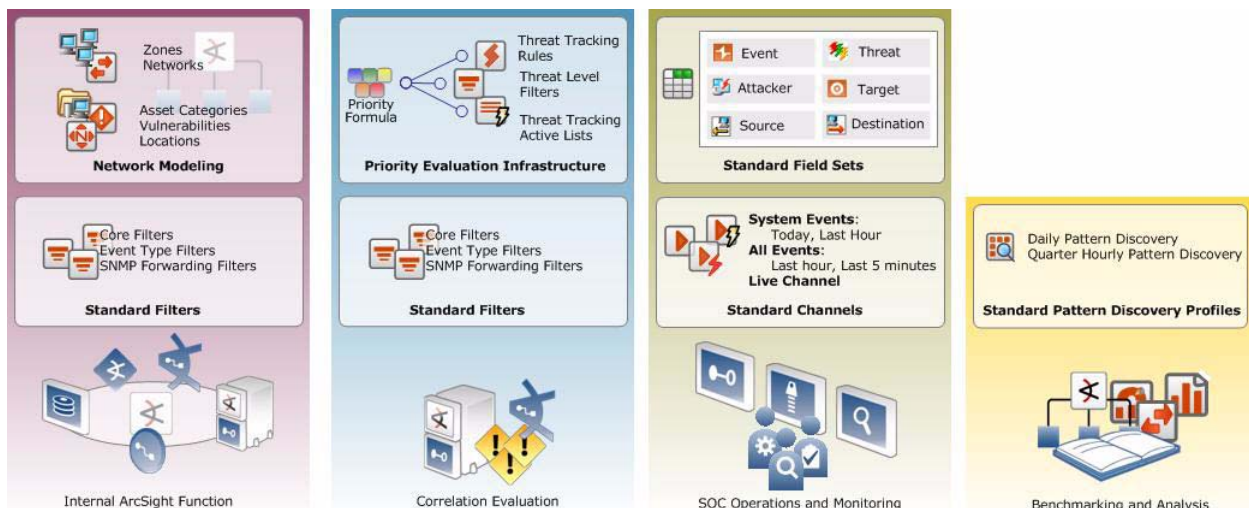 Zones
Networks
Asset Categories
Vulnerabilities
Locations
Network Modeling
Core Filters
Event Type Filters
SNMP Forwarding Filters
Standard Filters
Internal ArcSight Function
Priority
Formula
Threat Tracking
Rules
Threat Level
Filters
Threat Tracking
Active Lists
Priority Evaluation Infrastructure
Core Filters
Event Type Filters
SNMP Forwarding Filters
Standard Filters
Correlation Evaluation
Event
Threat
Attacker
Target
Source
Destination
Standard Field Sets
System Events:
Today, Last Hour
All Events:
Last hour, Last 5 minutes
Live Channel
Standard Channels
SOC Operations and Monitoring
Daily Pattern Discovery
Quarter Hourly Pattern Discovery
Standard Pattern Discovery Profiles
Benchmarking and Analysis